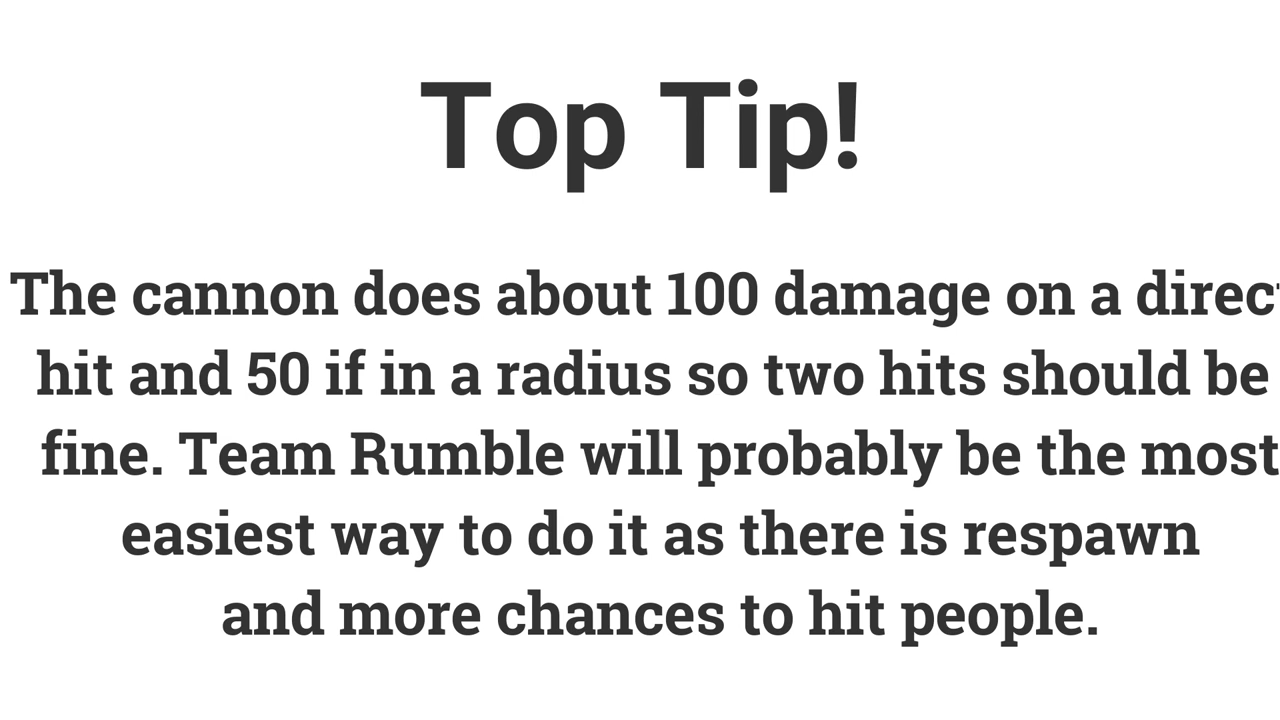 Top Tip!
The cannon does about 100 damage on a direct
hit and 50 if in a radius so two hits should be
fine. Team Rumble will probably be the most
easiest way to do it as there is respawn
and more chances to hit people.